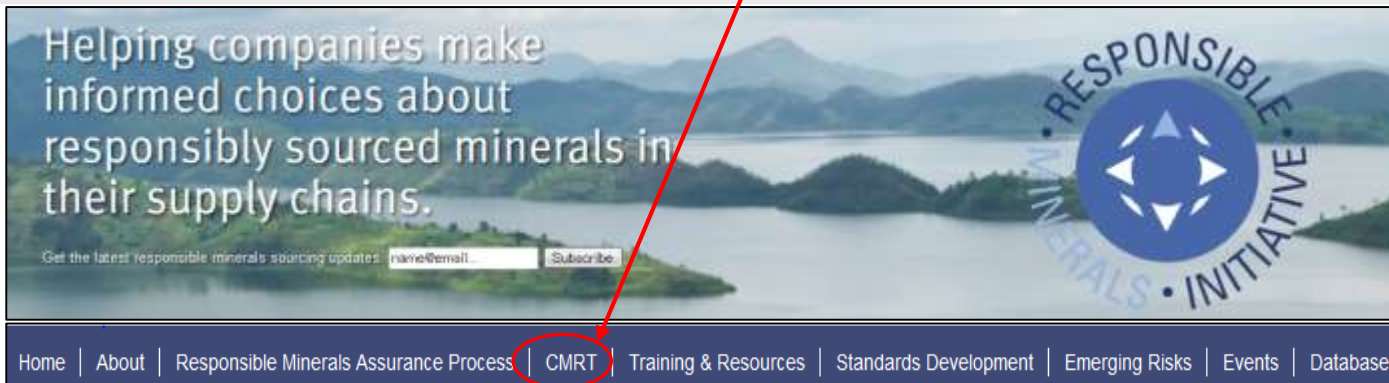 Helping companies make
informed choices about
responsibly sourced minerals in
their supply chains.
Get the latest responsible minerals sourcing updates name@email... Subscribe
• RESPONSIBLE • MINERALS • INITIATIVE
Home | About | Responsible Minerals Assurance Process | CMRT | Training & Resources | Standards Development | Emerging Risks | Events | Database